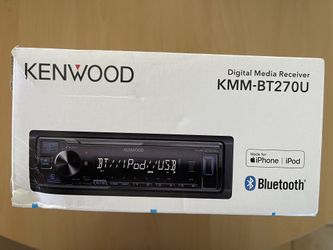 KENWOOD
Digital Media Receiver
KMM-BT270U
KENWOOD
BT///iPod//USB
Made for
iPhone | iPod
Bluetooth®